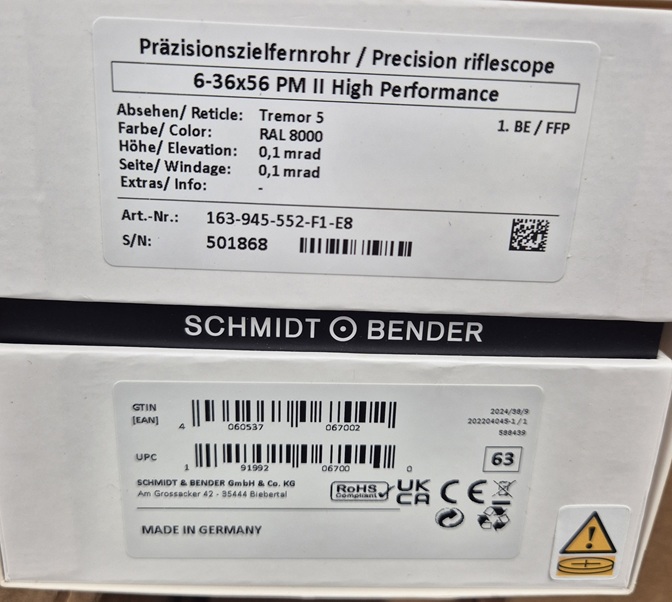 Präzisionszielfernrohr / Precision riflescope
6-36x56 PM II High Performance
Absehen/ Reticle: Tremor 5
1. BE / FFP
Farbe/ Color: RAL 8000
Höhe/ Elevation: 0,1 mrad
Seite/ Windage: 0,1 mrad
Extras/ Info: -
Art.-Nr.: 163-945-552-F1-E8
S/N: 501868
SCHMIDT BENDER
GTIN
[EAN]
4 060537 067002
2024/38/9
202204045-1 / 1
588439
UPC
1 91992 06700 0
63
SCHMIDT & BENDER GmbH & Co. KG
Am Grossacker 42 - 35444 Biebertal
RoHS
Compliant
UK
CA
CE
MADE IN GERMANY